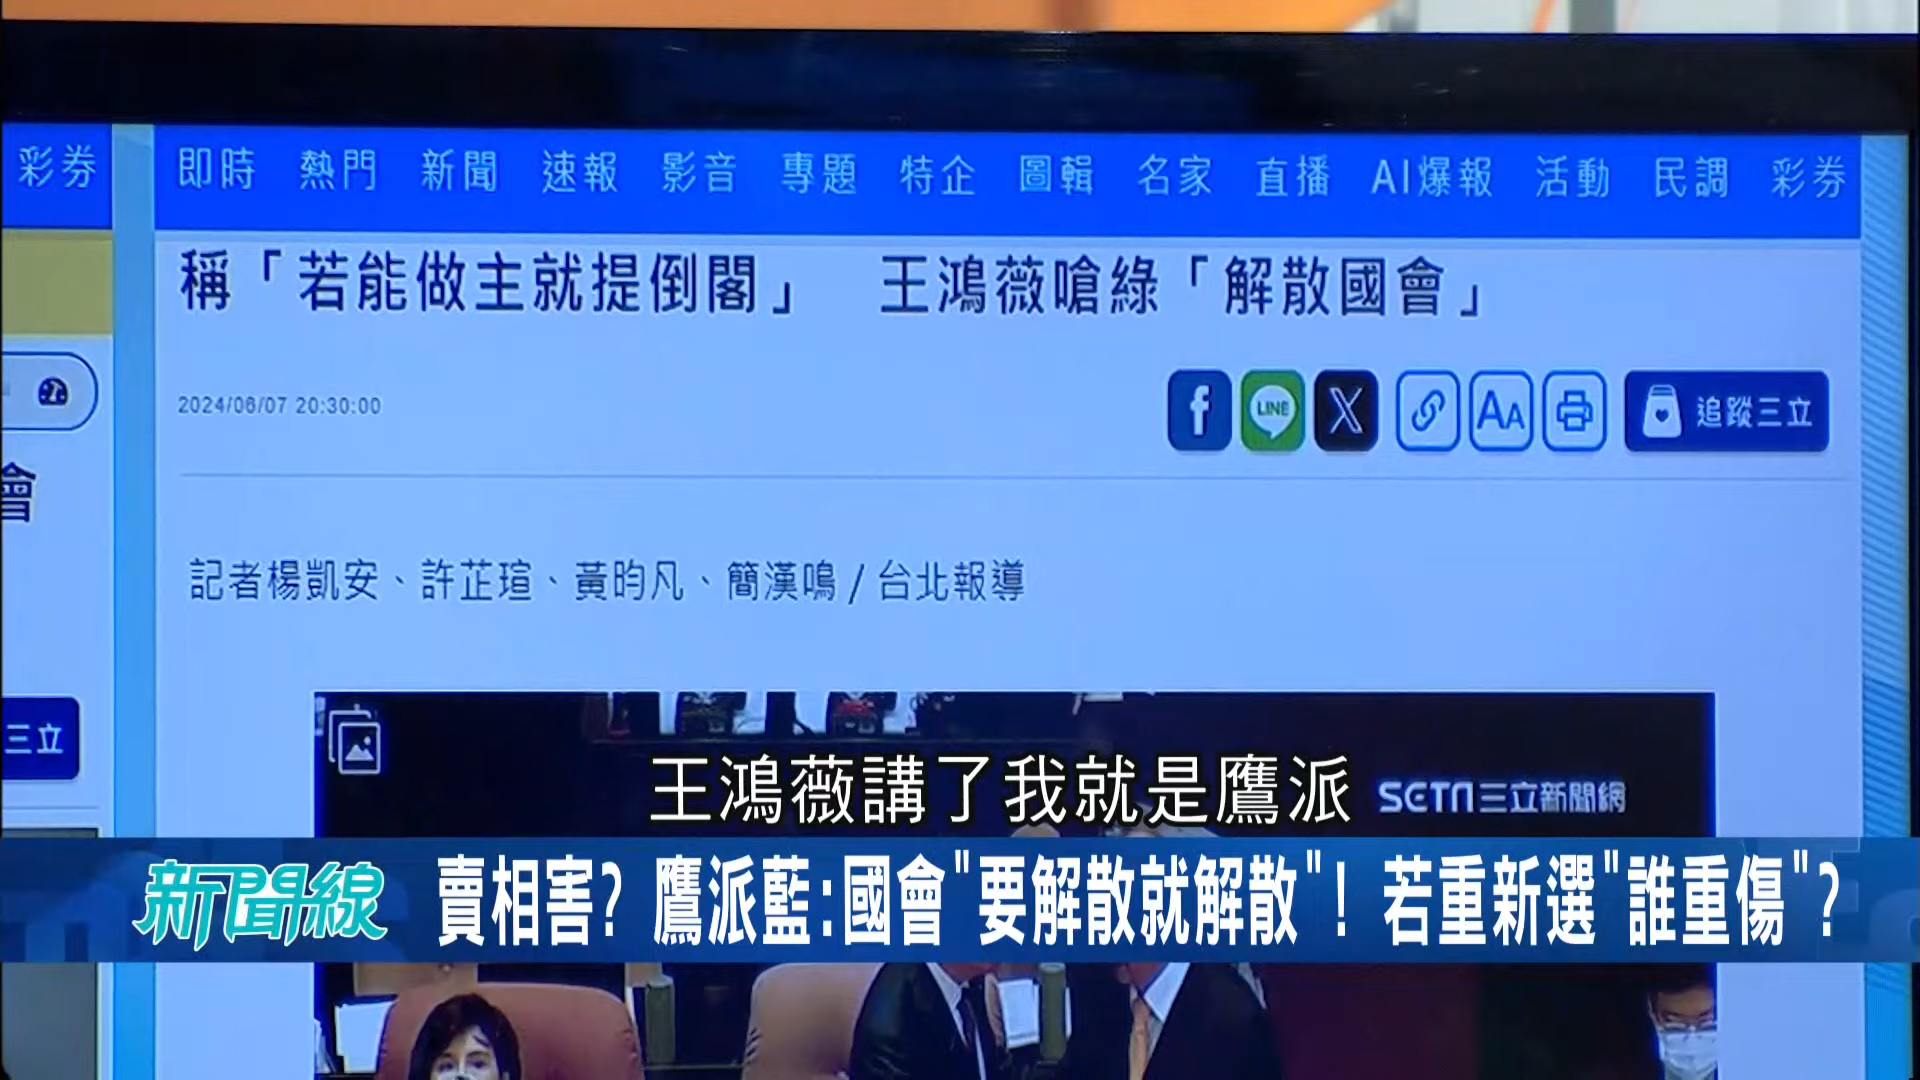 彩券
即時 熱門 新聞 速報 影音 專題 特企 圖輯 名家 直播 AI爆報 活動 民調 彩券
稱「若能做主就提倒閣」 王鴻薇嗆綠「解散國會」
2024/06/07 20:30:00
f LINE X AA 追蹤三立
會
記者楊凱安、許芷瑄、黃昀凡、簡漢鳴／台北報導
三立
王鴻薇講了我就是鷹派
SETN三立新聞網
新聞線
賣相害? 鷹派藍:國會"要解散就解散"! 若重新選"誰重傷"?